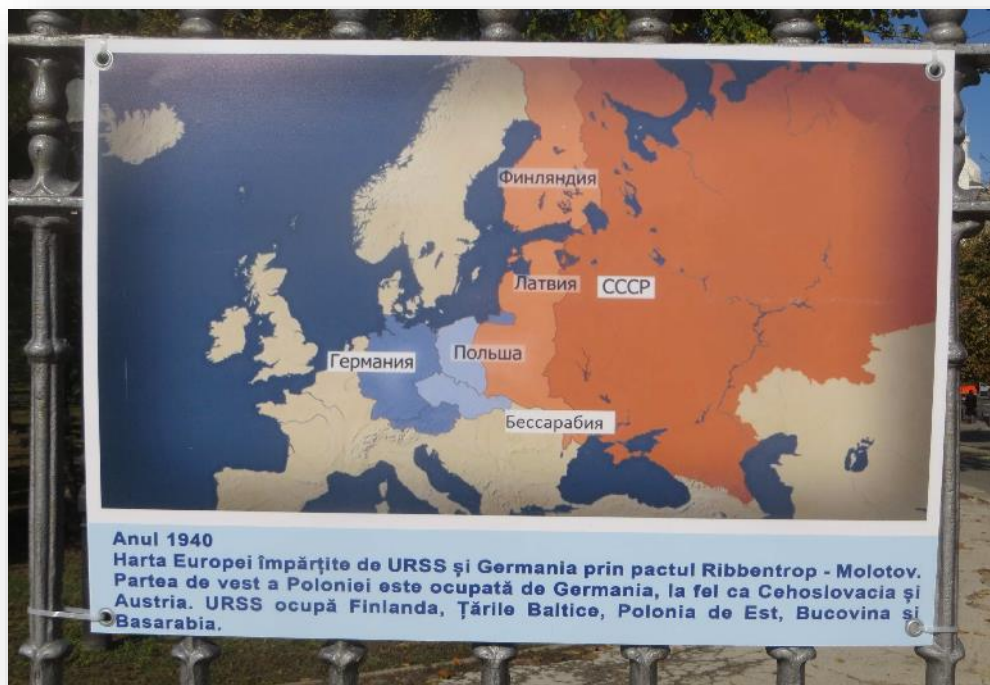 Финляндия
Латвия
СССР
Германия
Польша
Бессарабия
Anul 1940
Harta Europei împărțite de URSS și Germania prin pactul Ribbentrop - Molotov.
Partea de vest a Poloniei este ocupată de Germania, la fel ca Cehoslovacia și
Austria. URSS ocupă Finlanda, Țările Baltice, Polonia de Est, Bucovina și
Basarabia.